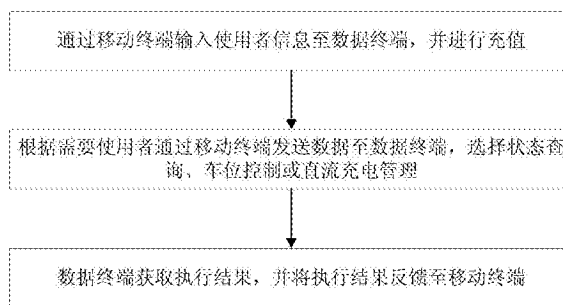 通过移动终端输入使用者信息至数据终端，并进行充值
根据需要使用者通过移动终端发送数据至数据终端，选择状态查
询、车位控制或直流充电管理
数据终端获取执行结果，并将执行结果反馈至移动终端